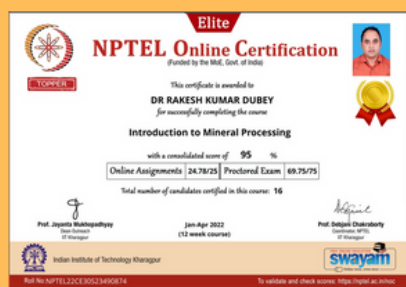 Elite
NPTEL Online Certification
(Funded by the MoE, Govt. of India)
TOPPER
This certificate is awarded to
DR RAKESH KUMAR DUBEY
for successfully completing the course
Introduction to Mineral Processing
with a consolidated score of 95 %
Online Assignments 24.78/25 Proctored Exam 69.75/75
Total number of candidates certified in this course: 16
Prof. Jayanta Mukhopadhyay
Dean Outreach
IIT Kharagpur
Jan-Apr 2022
(12 week course)
Prof. Debjani Chakraborty
Coordinator, NPTEL
IIT Kharagpur
Indian Institute of Technology Kharagpur
swayam
Roll No:NPTEL22CE30S23490874
To validate and check scores: https://nptel.ac.in/noc